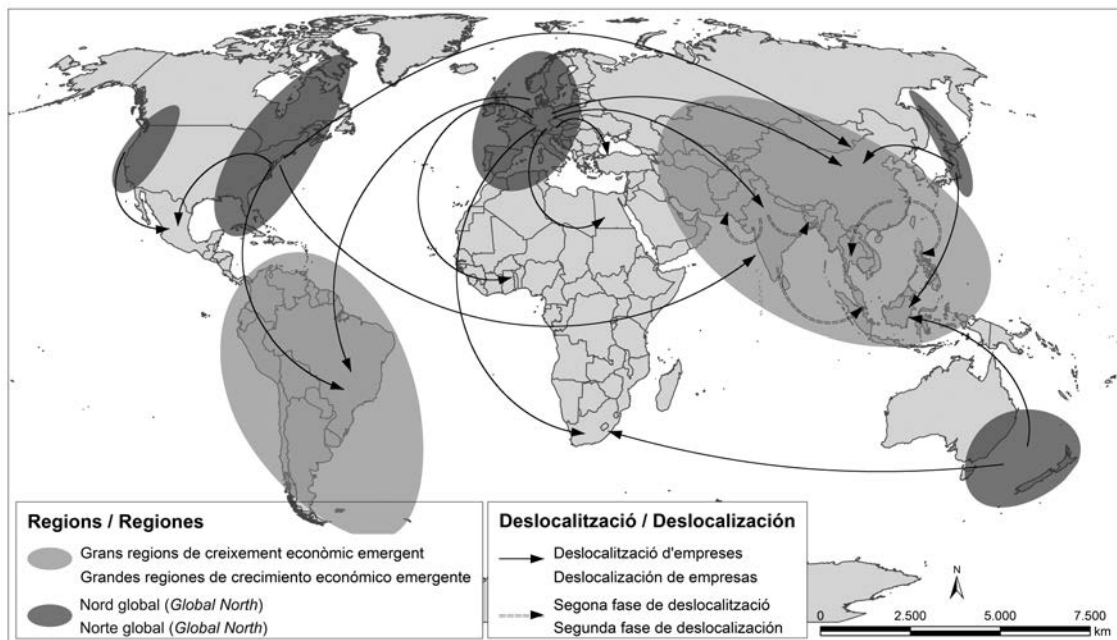 Regions / Regiones
Grans regions de creixement econòmic emergent
Grandes regiones de crecimiento económico emergente
Nord global (Global North)
Norte global (Global North)
Deslocalització / Deslocalización
Deslocalització d'empreses
Deslocalización de empresas
Segona fase de deslocalització
Segunda fase de deslocalización
N
0 2.500 5.000 7.500
km